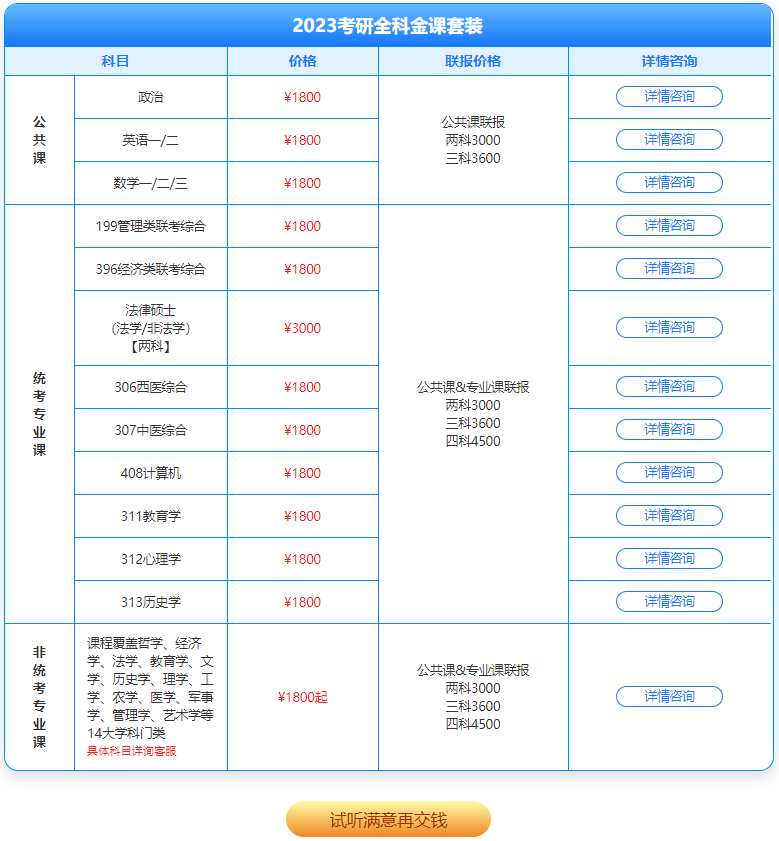 2023考研全科金课套装
科目 价格 联报价格 详情咨询
公共课
政治 ¥1800 详情咨询
英语一/二 ¥1800 详情咨询
数学一/二/三 ¥1800 详情咨询
公共课联报
两科3000
三科3600
统考专业课
199管理类联考综合 ¥1800 详情咨询
396经济类联考综合 ¥1800 详情咨询
法律硕士
（法学/非法学）
【两科】
¥3000 详情咨询
306西医综合 ¥1800 详情咨询
307中医综合 ¥1800 详情咨询
408计算机 ¥1800 详情咨询
311教育学 ¥1800 详情咨询
312心理学 ¥1800 详情咨询
313历史学 ¥1800 详情咨询
公共课&专业课联报
两科3000
三科3600
四科4500
非统考专业课
课程覆盖哲学、经济
学、法学、教育学、文
学、历史学、理学、工
学、农学、医学、军事
学、管理学、艺术学等
14大学科门类
具体科目详询客服
¥1800起
公共课&专业课联报
两科3000
三科3600
四科4500
详情咨询
试听满意再交钱